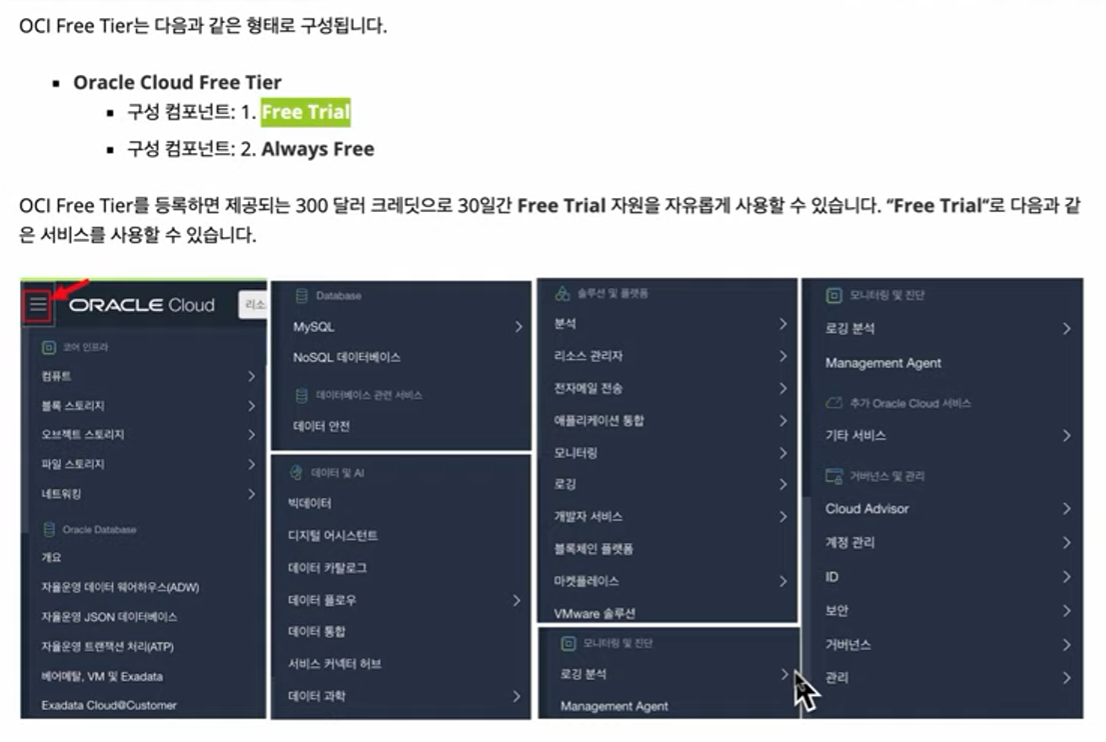 OCI Free Tier는 다음과 같은 형태로 구성됩니다.
▪ Oracle Cloud Free Tier
▪ 구성 컴포넌트: 1. Free Trial
▪ 구성 컴포넌트: 2. Always Free
OCI Free Tier를 등록하면 제공되는 300 달러 크레딧으로 30일간 Free Trial 자원을 자유롭게 사용할 수 있습니다. “Free Trial”로 다음과 같
은 서비스를 사용할 수 있습니다.
ORACLE Cloud
리소
코어 인프라
컴퓨트
블록 스토리지
오브젝트 스토리지
파일 스토리지
네트워킹
Oracle Database
개요
자율운영 데이터 웨어하우스(ADW)
자율운영 JSON 데이터베이스
자율운영 트랜잭션 처리(ATP)
베어메탈, VM 및 Exadata
Exadata Cloud@Customer
Database
MySQL
NoSQL 데이터베이스
데이터베이스 관련 서비스
데이터 안전
데이터 및 AI
빅데이터
디지털 어시스턴트
데이터 카탈로그
데이터 플로우
데이터 통합
서비스 커넥터 허브
데이터 과학
솔루션 및 플랫폼
분석
리소스 관리자
전자메일 전송
애플리케이션 통합
모니터링
로깅
개발자 서비스
블록체인 플랫폼
마켓플레이스
VMware 솔루션
모니터링 및 진단
로깅 분석
Management Agent
모니터링 및 진단
로깅 분석
Management Agent
추가 Oracle Cloud 서비스
기타 서비스
거버넌스 및 관리
Cloud Advisor
계정 관리
ID
보안
거버넌스
관리